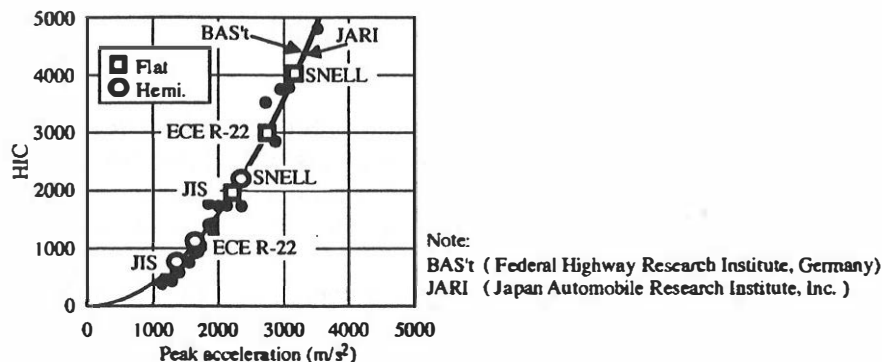 5000
BAS't
JARI
Flat
Hemi.
4000
SNELL
3000
ECE R-22
HIC
SNELL
JIS
2000
1000
ECE R-22
JIS
0
0 1000 2000 3000 4000 5000
Peak acceleration (m/s²)
Note:
BAS't ( Federal Highway Research Institute, Germany)
JARI ( Japan Automobile Research Institute, Inc. )